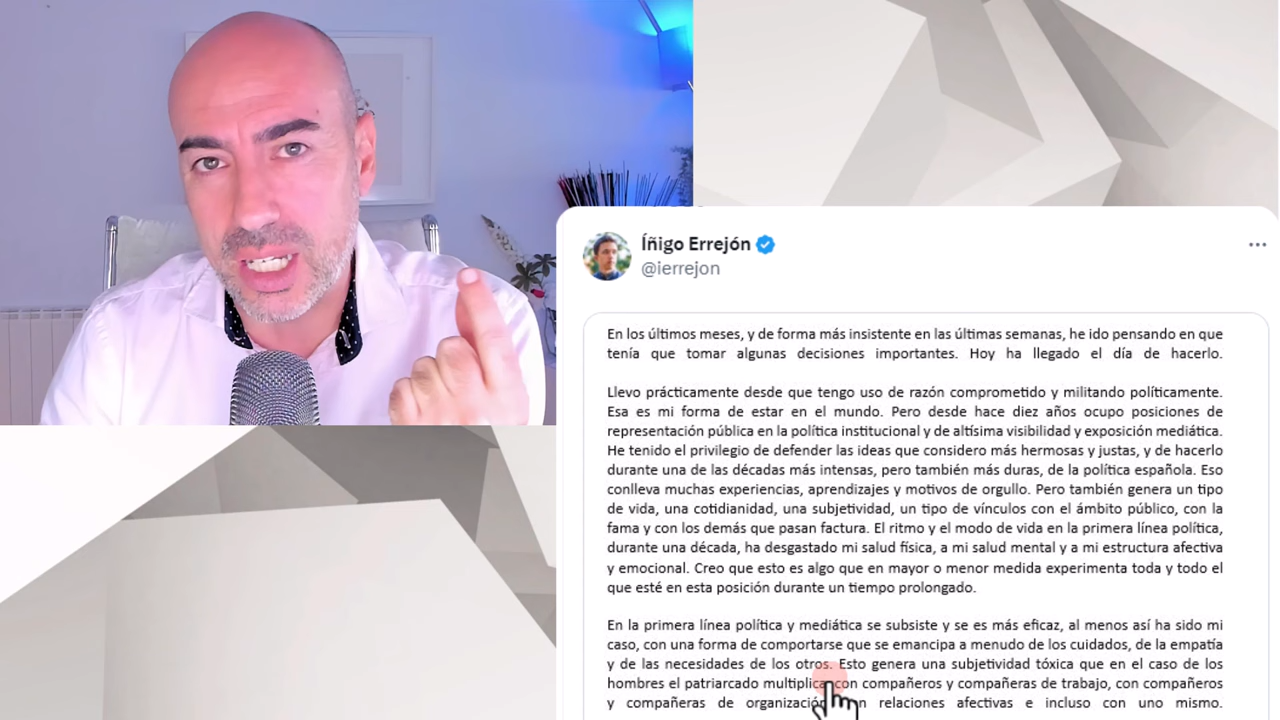 Íñigo Errejón
@ierrejon
En los últimos meses, y de forma más insistente en las últimas semanas, he ido pensando en que
tenía que tomar algunas decisiones importantes. Hoy ha llegado el día de hacerlo.
Llevo prácticamente desde que tengo uso de razón comprometido y militando políticamente.
Esa es mi forma de estar en el mundo. Pero desde hace diez años ocupo posiciones de
representación pública en la política institucional y de altísima visibilidad y exposición mediática.
He tenido el privilegio de defender las ideas que considero más hermosas y justas, y de hacerlo
durante una de las décadas más intensas, pero también más duras, de la política española. Eso
conlleva muchas experiencias, aprendizajes y motivos de orgullo. Pero también genera un tipo
de vida, una cotidianidad, una subjetividad, un tipo de vínculos con el ámbito público, con la
fama y con los demás que pasan factura. El ritmo y el modo de vida en la primera línea política,
durante una década, ha desgastado mi salud física, a mi salud mental y a mi estructura afectiva
y emocional. Creo que esto es algo que en mayor o menor medida experimenta toda y todo el
que esté en esta posición durante un tiempo prolongado.
En la primera línea política y mediática se subsiste y se es más eficaz, al menos así ha sido mi
caso, con una forma de comportarse que se emancipa a menudo de los cuidados, de la empatía
y de las necesidades de los otros. Esto genera una subjetividad tóxica que en el caso de los
hombres el patriarcado multiplica, con compañeros y compañeras de trabajo, con compañeros
y compañeras de organización, relaciones afectivas e incluso con uno mismo.